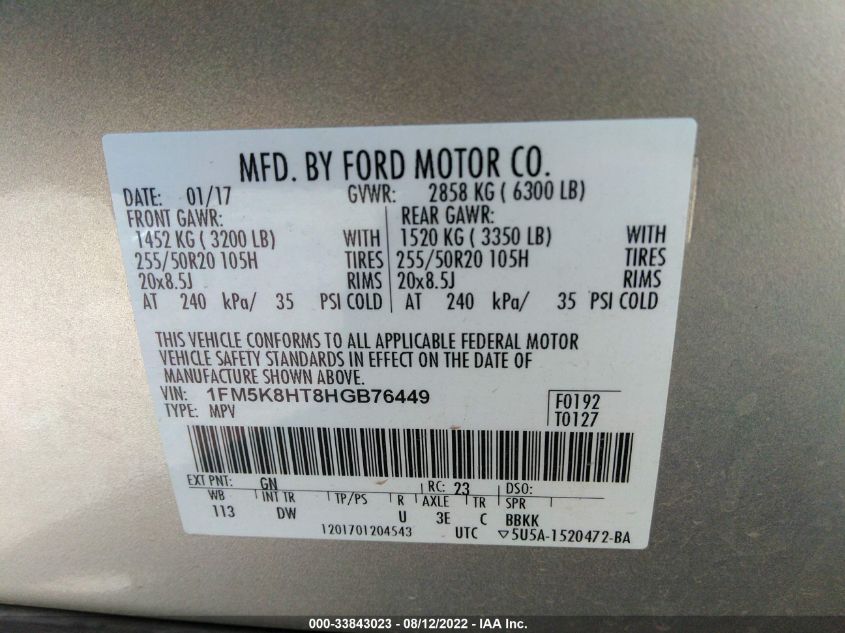 MFD. BY FORD MOTOR CO.
DATE: 01/17 GVWR: 2858 KG ( 6300 LB)
FRONT GAWR: REAR GAWR:
1452 KG ( 3200 LB) WITH 1520 KG ( 3350 LB) WITH
255/50R20 105H TIRES 255/50R20 105H TIRES
20x8.5J RIMS 20x8.5J RIMS
AT 240 kPa/ 35 PSI COLD AT 240 kPa/ 35 PSI COLD
THIS VEHICLE CONFORMS TO ALL APPLICABLE FEDERAL MOTOR
VEHICLE SAFETY STANDARDS IN EFFECT ON THE DATE OF
MANUFACTURE SHOWN ABOVE.
VIN: 1FM5K8HT8HGB76449 F0192
TYPE: MPV T0127
EXT PNT: GN RC: 23 DSO:
WB INT TR TP/PS R AXLE TR SPR
113 DW U 3E C BBKK
1201701204543 UTC ▽5U5A-1520472-BA
000-33843023 - 08/12/2022 - IAA Inc.